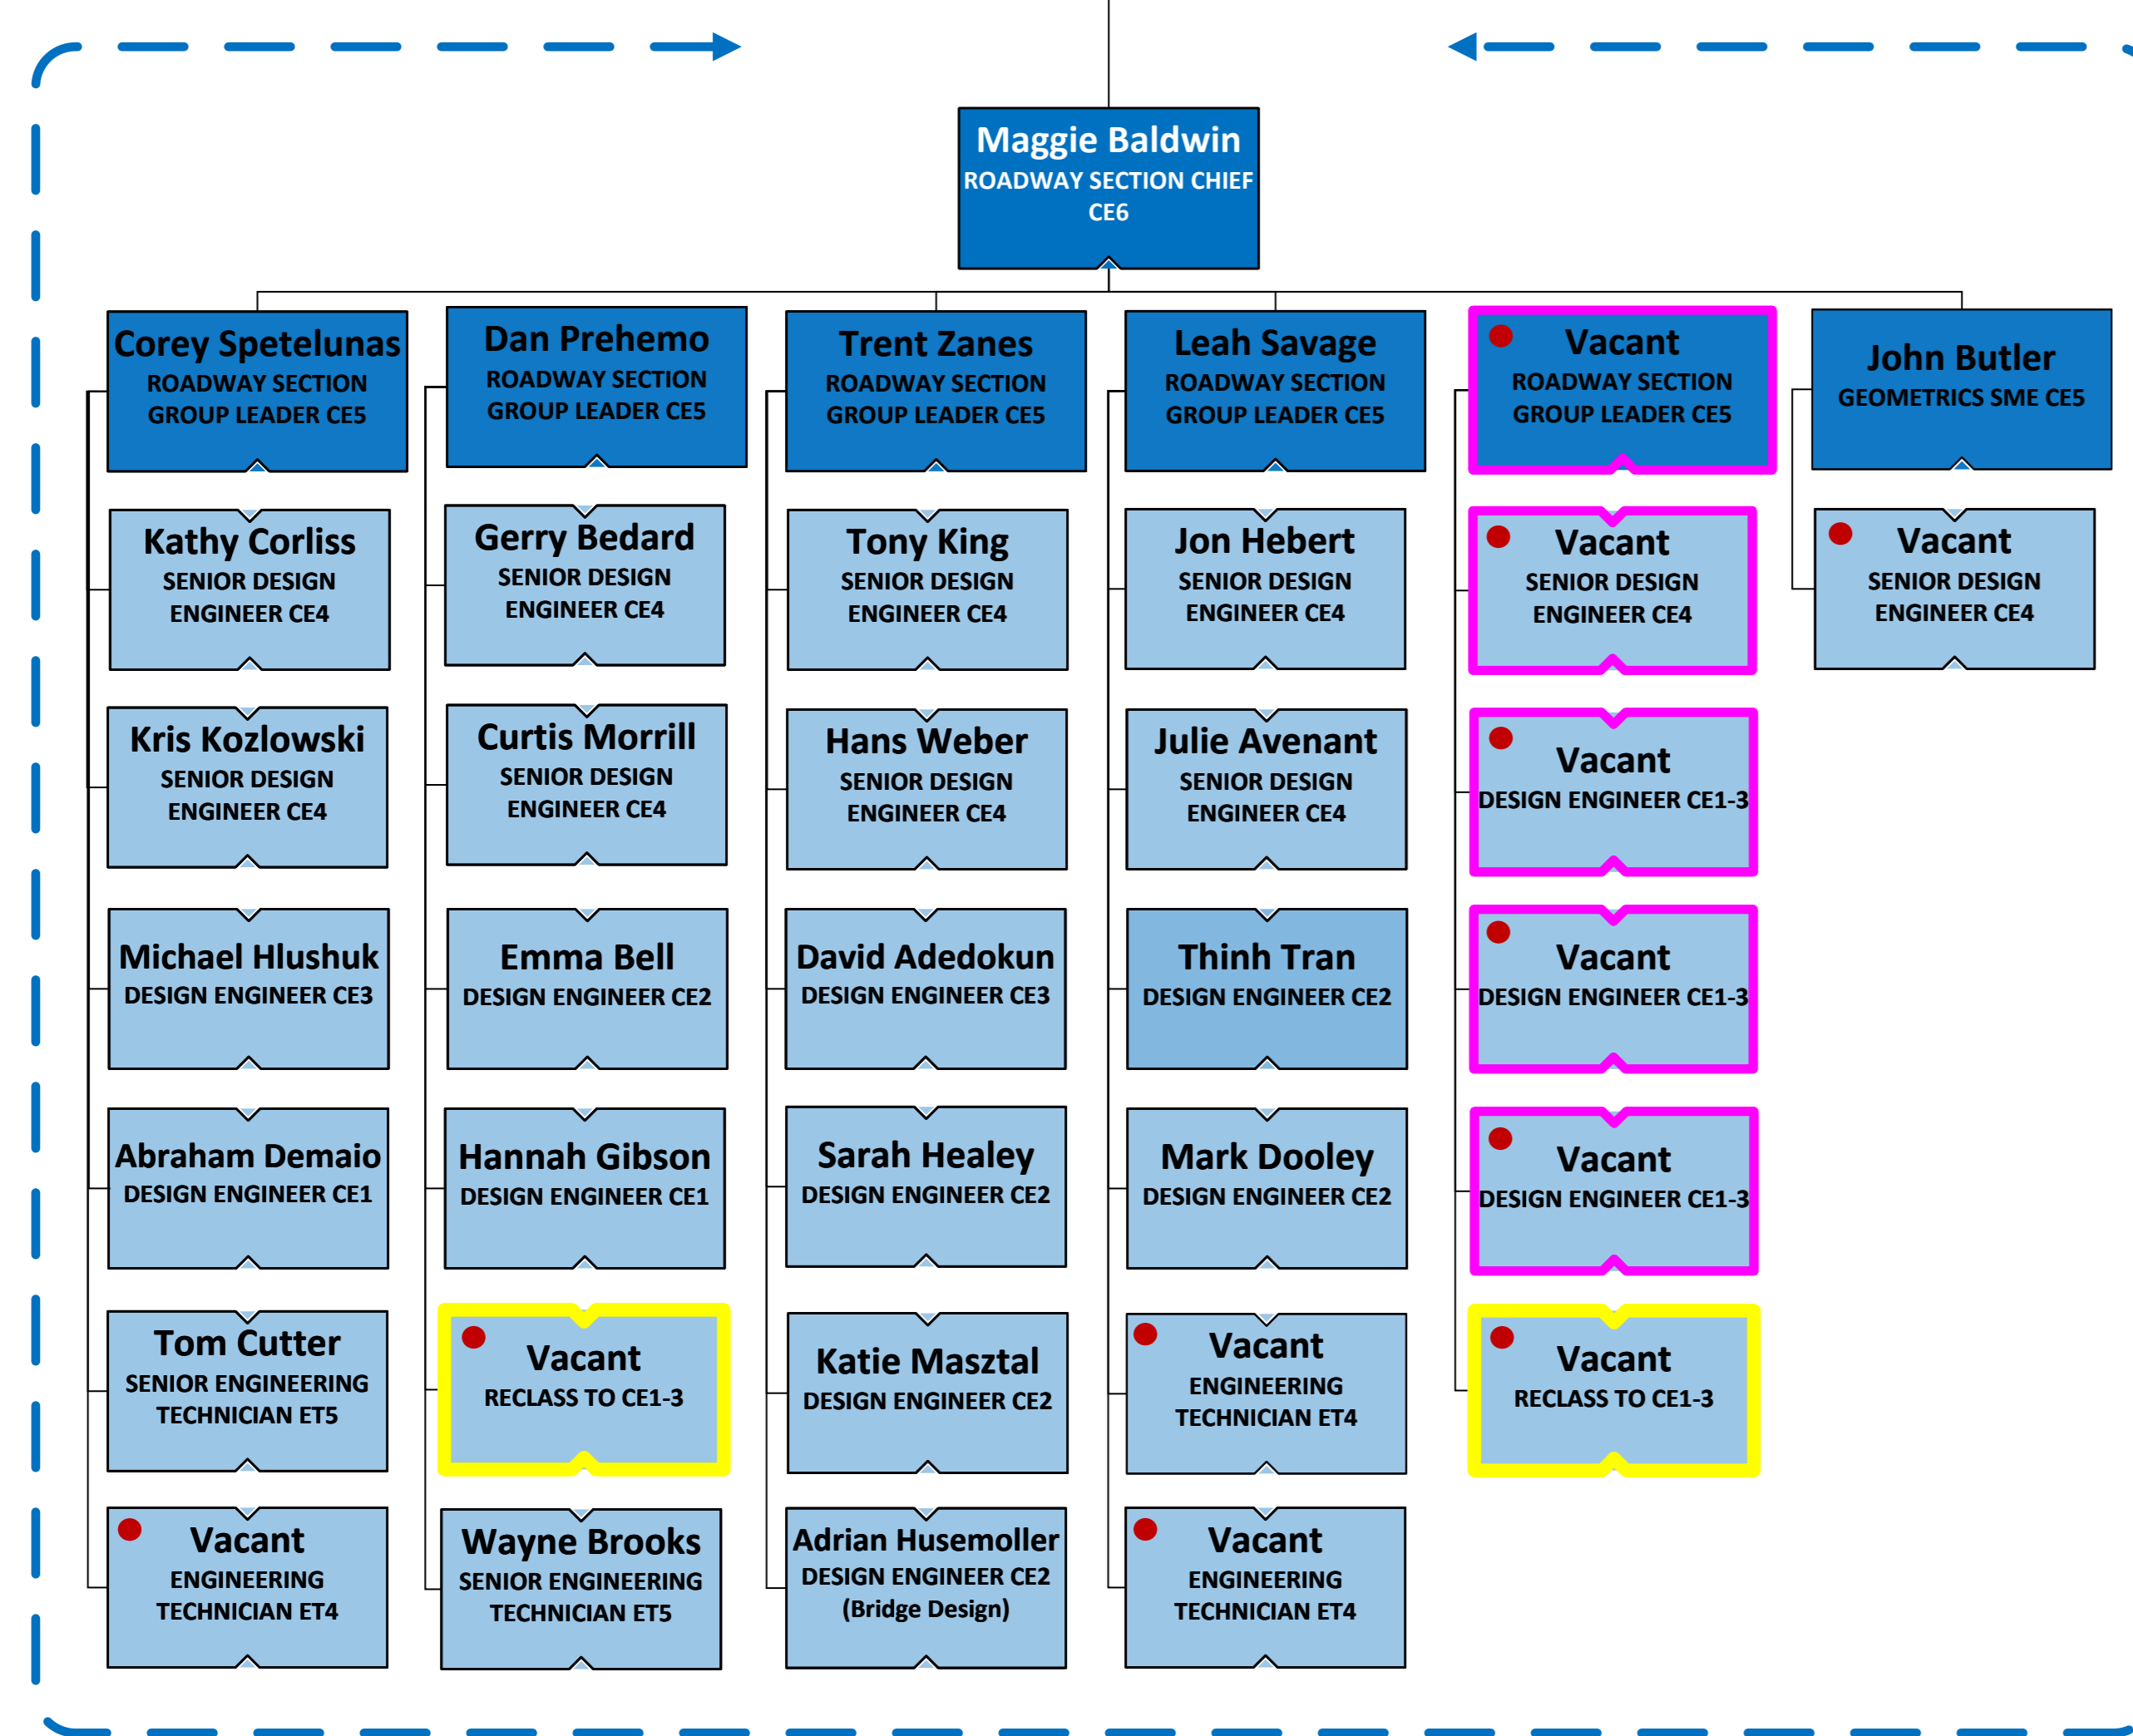 Maggie Baldwin
ROADWAY SECTION CHIEF
CE6
Corey Spetelunas
ROADWAY SECTION
GROUP LEADER CE5
Kathy Corliss
SENIOR DESIGN
ENGINEER CE4
Kris Kozlowski
SENIOR DESIGN
ENGINEER CE4
Michael Hlushuk
DESIGN ENGINEER CE3
Abraham Demaio
DESIGN ENGINEER CE1
Tom Cutter
SENIOR ENGINEERING
TECHNICIAN ET5
Vacant
ENGINEERING
TECHNICIAN ET4
Dan Prehemo
ROADWAY SECTION
GROUP LEADER CE5
Gerry Bedard
SENIOR DESIGN
ENGINEER CE4
Curtis Morrill
SENIOR DESIGN
ENGINEER CE4
Emma Bell
DESIGN ENGINEER CE2
Hannah Gibson
DESIGN ENGINEER CE1
Vacant
RECLASS TO CE1-3
Wayne Brooks
SENIOR ENGINEERING
TECHNICIAN ET5
Trent Zanes
ROADWAY SECTION
GROUP LEADER CE5
Tony King
SENIOR DESIGN
ENGINEER CE4
Hans Weber
SENIOR DESIGN
ENGINEER CE4
David Adedokun
DESIGN ENGINEER CE3
Sarah Healey
DESIGN ENGINEER CE2
Katie Masztal
DESIGN ENGINEER CE2
Adrian Husemoller
DESIGN ENGINEER CE2
(Bridge Design)
Leah Savage
ROADWAY SECTION
GROUP LEADER CE5
Jon Hebert
SENIOR DESIGN
ENGINEER CE4
Julie Avenant
SENIOR DESIGN
ENGINEER CE4
Thinh Tran
DESIGN ENGINEER CE2
Mark Dooley
DESIGN ENGINEER CE2
Vacant
ENGINEERING
TECHNICIAN ET4
Vacant
ENGINEERING
TECHNICIAN ET4
Vacant
ROADWAY SECTION
GROUP LEADER CE5
Vacant
SENIOR DESIGN
ENGINEER CE4
Vacant
DESIGN ENGINEER CE1-3
Vacant
DESIGN ENGINEER CE1-3
Vacant
DESIGN ENGINEER CE1-3
Vacant
RECLASS TO CE1-3
John Butler
GEOMETRICS SME CE5
Vacant
SENIOR DESIGN
ENGINEER CE4